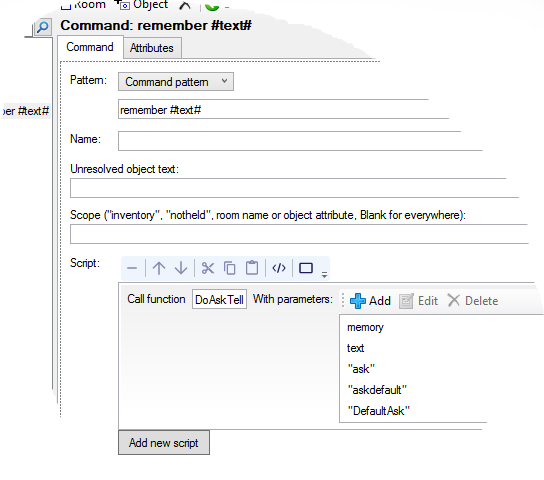 Room Object
Command: remember #text#
Command Attributes
er #text#
Pattern: Command pattern
remember #text#
Name:
Unresolved object text:
Scope ("inventory", "notheld", room name or object attribute, Blank for everywhere):
Script:
Call function DoAskTell With parameters: Add Edit Delete
memory
text
"ask"
"askdefault"
"DefaultAsk"
Add new script